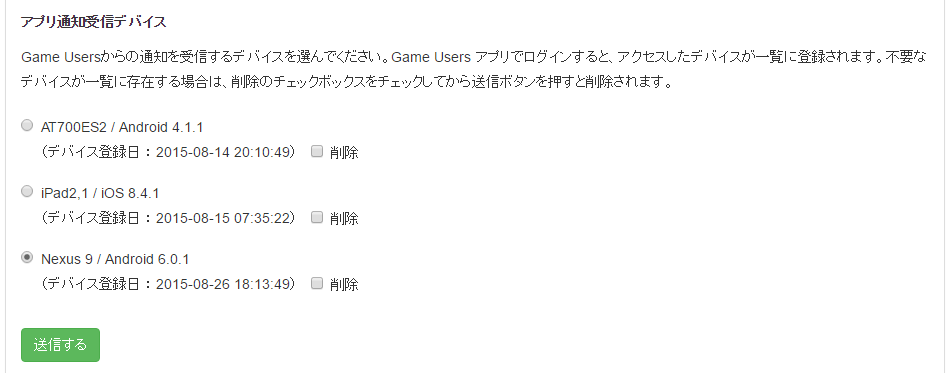 アプリ通知受信デバイス
Game Usersからの通知を受信するデバイスを選んでください。Game Users アプリでログインすると、アクセスしたデバイスが一覧に登録されます。不要な
デバイスが一覧に存在する場合は、削除のチェックボックスをチェックしてから送信ボタンを押すと削除されます。
AT700ES2 / Android 4.1.1
(デバイス登録日：2015-08-14 20:10:49) 削除
iPad2,1 / iOS 8.4.1
(デバイス登録日：2015-08-15 07:35:22) 削除
Nexus 9 / Android 6.0.1
(デバイス登録日：2015-08-26 18:13:49) 削除
送信する